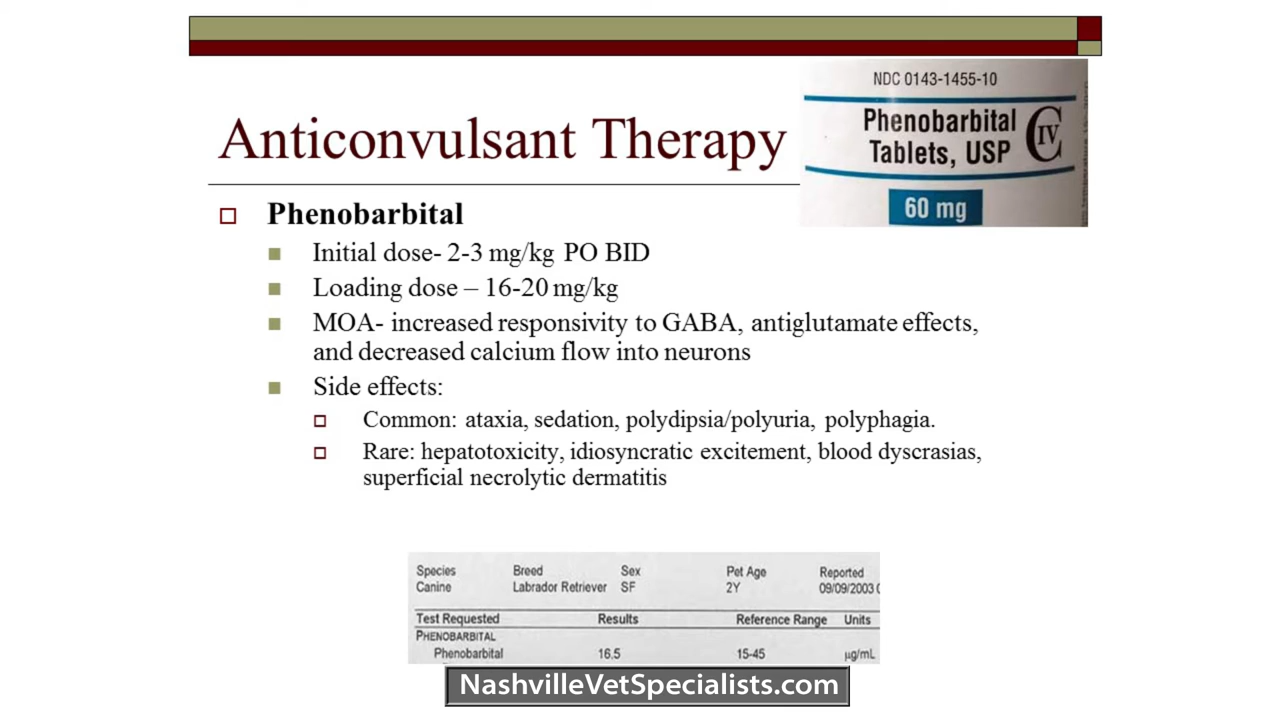 NDC 0143-1455-10
Phenobarbital
Tablets, USP
CIV
60 mg
Anticonvulsant Therapy
Phenobarbital
Initial dose- 2-3 mg/kg PO BID
Loading dose – 16-20 mg/kg
MOA- increased responsivity to GABA, antiglutamate effects,
and decreased calcium flow into neurons
Side effects:
Common: ataxia, sedation, polydipsia/polyuria, polyphagia.
Rare: hepatotoxicity, idiosyncratic excitement, blood dyscrasias,
superficial necrolytic dermatitis
Species Breed Sex Pet Age Reported
Canine Labrador Retriever SF 2Y 09/09/2003
Test Requested Results Reference Range Units
PHENOBARBITAL
Phenobarbital 16.5 15-45 µg/mL
NashvilleVetSpecialists.com